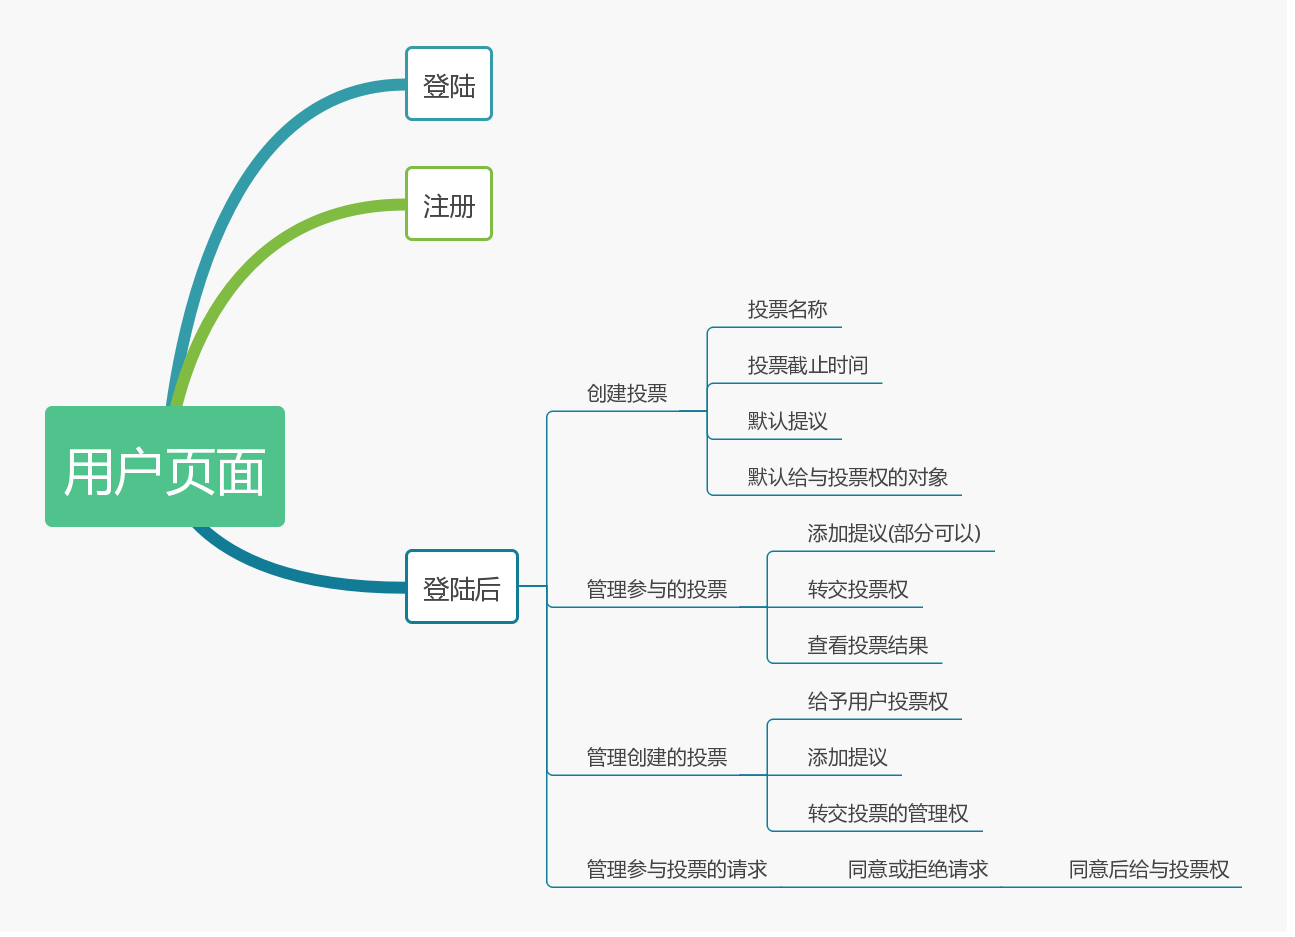 登陆
注册
用户页面
登陆后
创建投票
投票名称
投票截止时间
默认提议
默认给与投票权的对象
管理参与的投票
添加提议(部分可以)
转交投票权
查看投票结果
管理创建的投票
给予用户投票权
添加提议
转交投票的管理权
管理参与投票的请求
同意或拒绝请求
同意后给与投票权